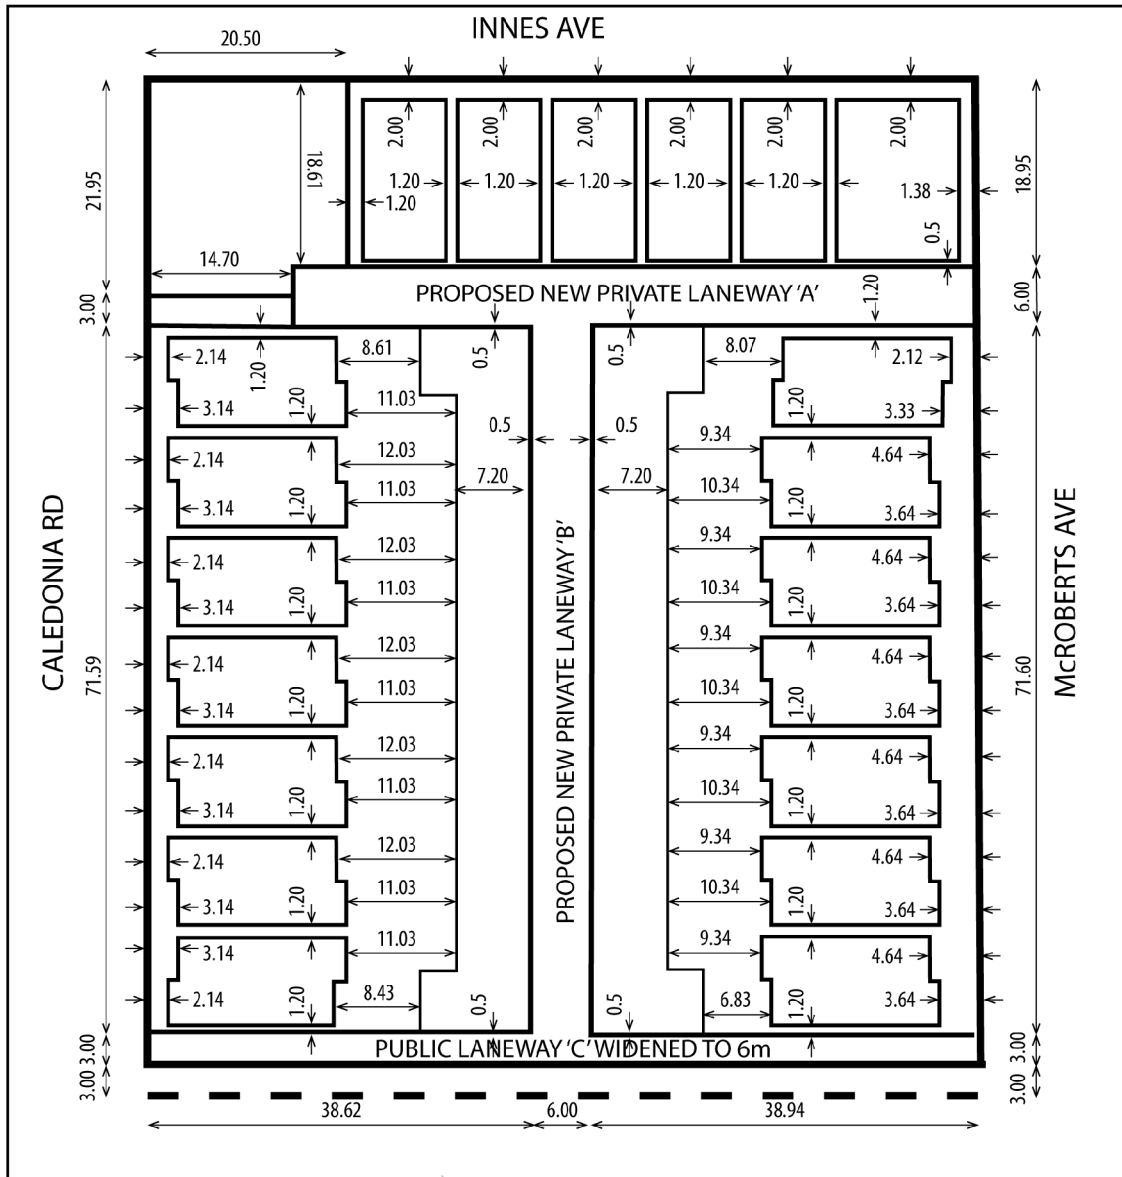 INNES AVE
20.50
2.00 2.00 2.00 2.00 2.00 2.00
18.61
21.95
18.95
1.20 1.20 1.20 1.20 1.20 1.38
1.20
0.5
14.70
PROPOSED NEW PRIVATE LANEWAY 'A'
1.20
6.00
3.00
2.14 1.20 8.61 0.5 0.5 8.07 2.12
3.14 1.20 11.03 1.20 3.33
0.5 0.5
2.14 12.03 9.34 4.64
7.20 7.20
3.14 1.20 11.03 10.34 1.20 3.64
2.14 12.03 9.34 4.64
3.14 1.20 11.03 10.34 1.20 3.64
CALEDONIA RD
PROPOSED NEW PRIVATE LANEWAY 'B'
McROBERTS AVE
2.14 12.03 9.34 4.64
71.59
71.60
3.14 1.20 11.03 10.34 1.20 3.64
2.14 12.03 9.34 4.64
3.14 1.20 11.03 10.34 1.20 3.64
2.14 12.03 9.34 4.64
3.14 1.20 11.03 10.34 1.20 3.64
3.14 11.03 9.34 4.64
2.14 1.20 8.43 0.5 0.5 6.83 1.20 3.64
3.00
PUBLIC LANEWAY 'C' WIDENED TO 6m
3.00
3.00
3.00
38.62 6.00 38.94